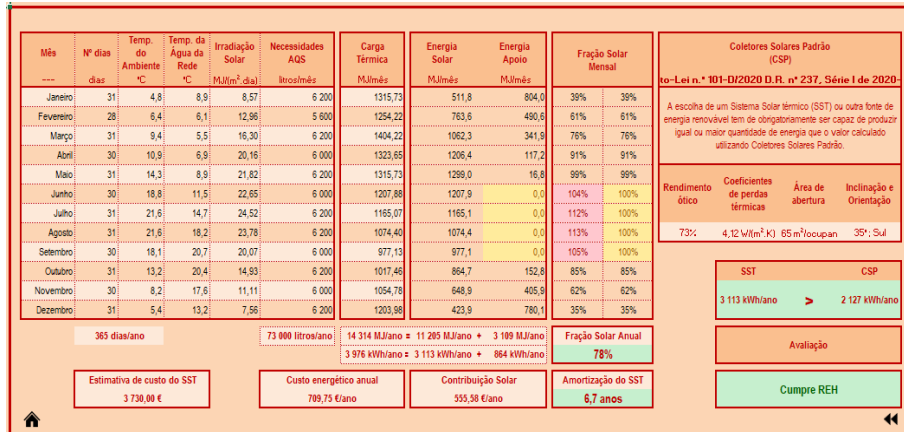 Mês Nº dias Temp. do Ambiente Temp. da Água da Rede Irradiação Solar Necessidades AQS Carga Térmica Energia Solar Energia Apoio Fração Solar Mensal
--- dias °C °C MJ/(m².dia) litros/mês MJ/mês MJ/mês MJ/mês
Janeiro 31 4,8 8,9 8,57 6 200 1315,73 511,8 804,0 39% 39%
Fevereiro 28 6,4 6,1 12,96 5 600 1254,22 763,6 490,6 61% 61%
Março 31 9,4 5,5 16,30 6 200 1404,22 1062,3 341,9 76% 76%
Abril 30 10,9 6,9 20,16 6 000 1323,65 1206,4 117,2 91% 91%
Maio 31 14,3 8,9 21,82 6 200 1315,73 1299,0 16,8 99% 99%
Junho 30 18,8 11,5 22,65 6 000 1207,88 1207,9 0,0 104% 100%
Julho 31 21,6 14,7 24,52 6 200 1165,07 1165,1 0,0 112% 100%
Agosto 31 21,6 18,2 23,78 6 200 1074,40 1074,4 0,0 113% 100%
Setembro 30 18,1 20,7 20,07 6 000 977,13 977,1 0,0 105% 100%
Outubro 31 13,2 20,4 14,93 6 200 1017,46 864,7 152,8 85% 85%
Novembro 30 8,2 17,6 11,11 6 000 1054,78 648,9 405,9 62% 62%
Dezembro 31 5,4 13,2 7,56 6 200 1203,98 423,9 780,1 35% 35%
365 dias/ano 73 000 litros/ano 14 314 MJ/ano = 11 205 MJ/ano + 3 109 MJ/ano Fração Solar Anual
3 976 kWh/ano = 3 113 kWh/ano + 864 kWh/ano 78%
Estimativa de custo do SST Custo energético anual Contribuição Solar Amortização do SST
3 730,00 € 709,75 €/ano 555,58 €/ano 6,7 anos
Coletores Solares Padrão
(CSP)
to-Lei n.º 101-D/2020 D.R. nº 237, Série I de 2020-
A escolha de um Sistema Solar térmico (SST) ou outra fonte de
energia renovável tem de obrigatoriamente ser capaz de produzir
igual ou maior quantidade de energia que o valor calculado
utilizando Coletores Solares Padrão.
Rendimento ótico Coeficientes de perdas térmicas Área de abertura Inclinação e Orientação
73% 4,12 W/(m².K) 65 m²/ocupan 35°; Sul
SST CSP
3 113 kWh/ano > 2 127 kWh/ano
Avaliação
Cumpre REH